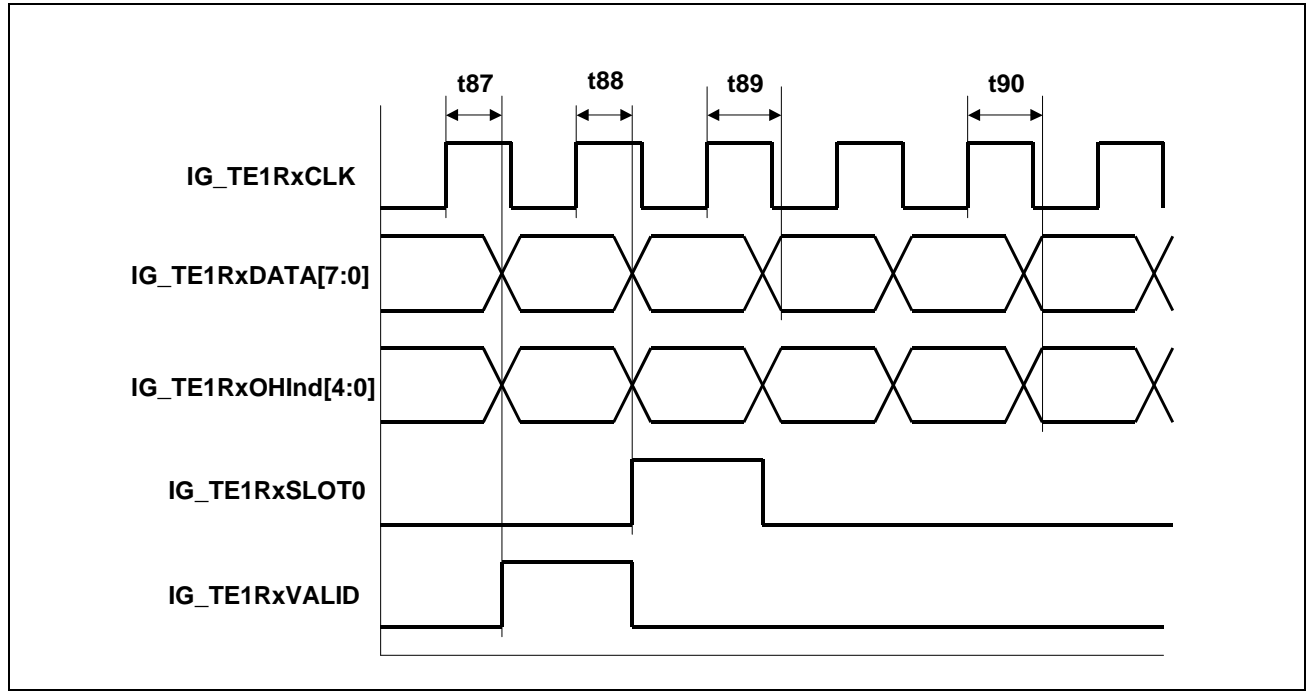 t87 t88 t89 t90
IG_TE1RxCLK
IG_TE1RxDATA[7:0]
IG_TE1RxOHInd[4:0]
IG_TE1RxSLOT0
IG_TE1RxVALID